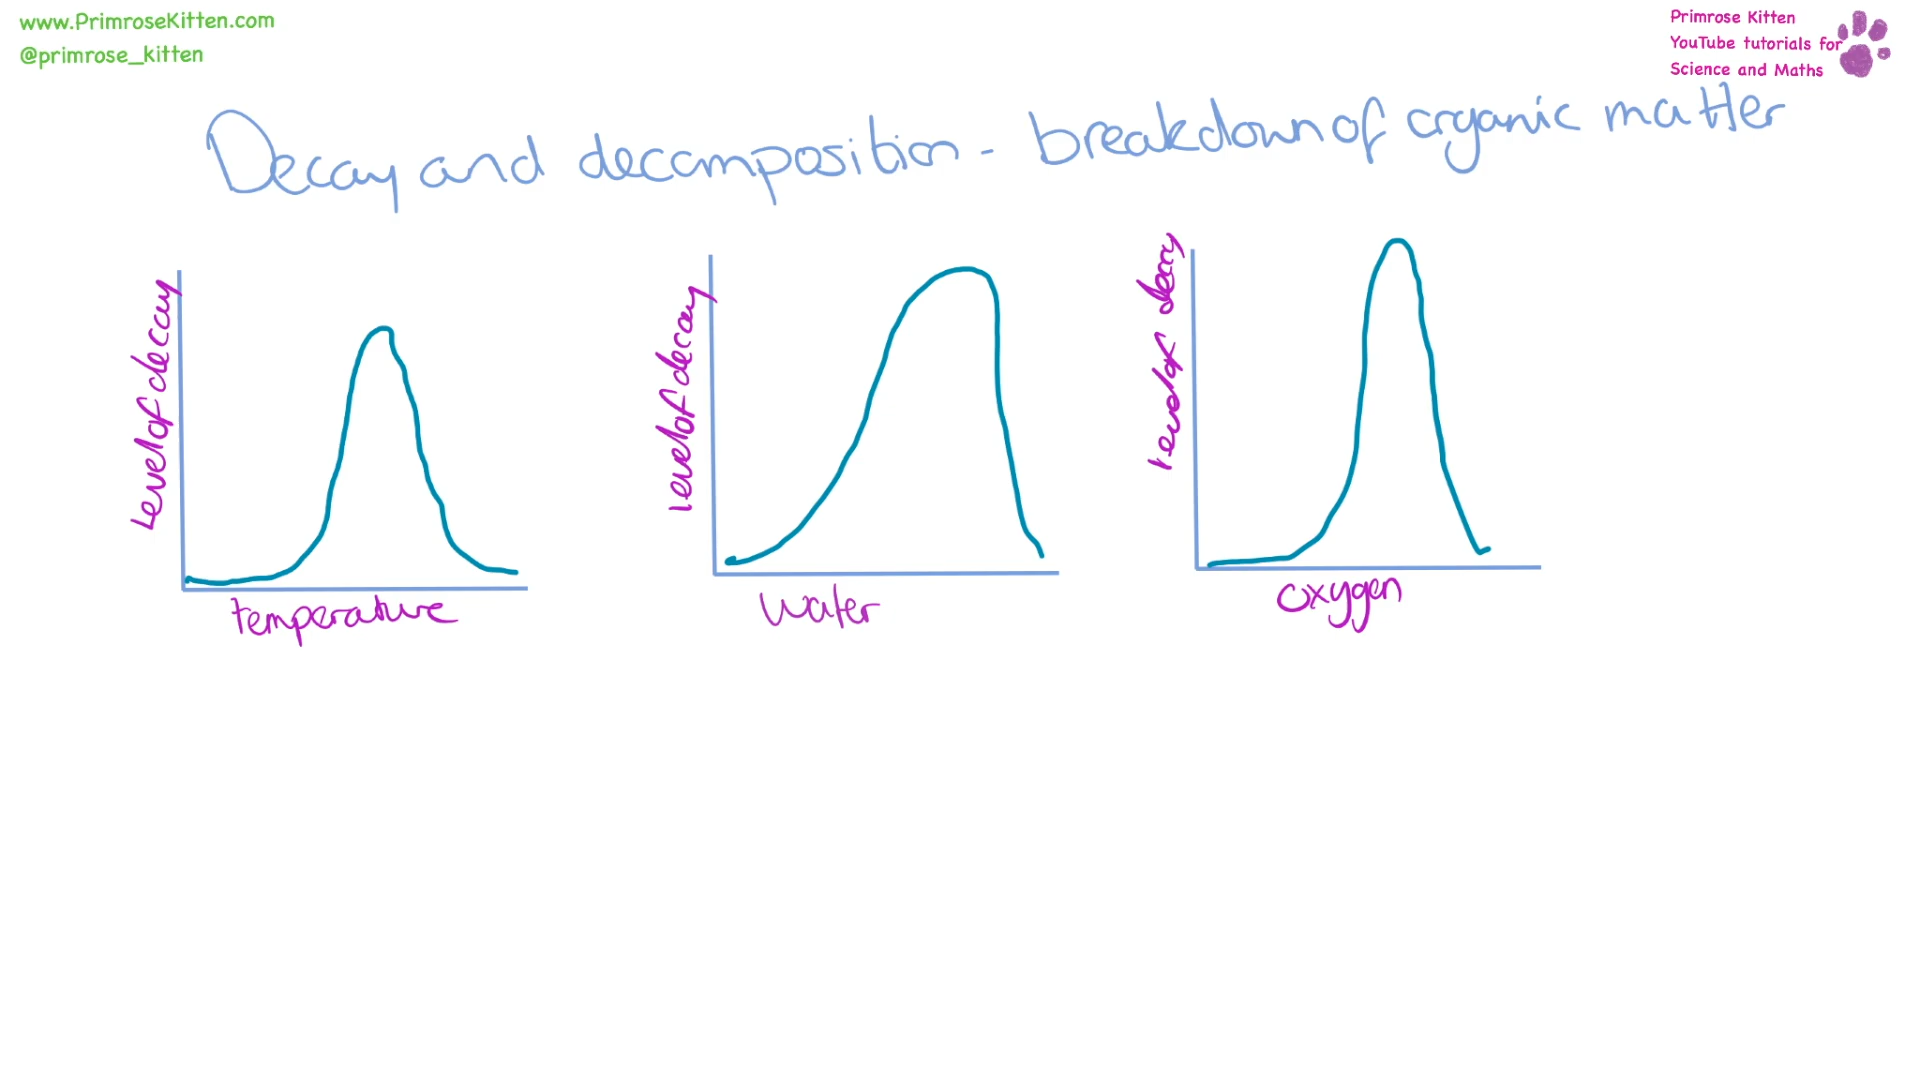 www.PrimroseKitten.com
@primrose_kitten
Primrose Kitten
YouTube tutorials for
Science and Maths
Decay and decomposition - breakdown of organic matter
Level of decay
temperature
level of decay
water
level of decay
oxygen